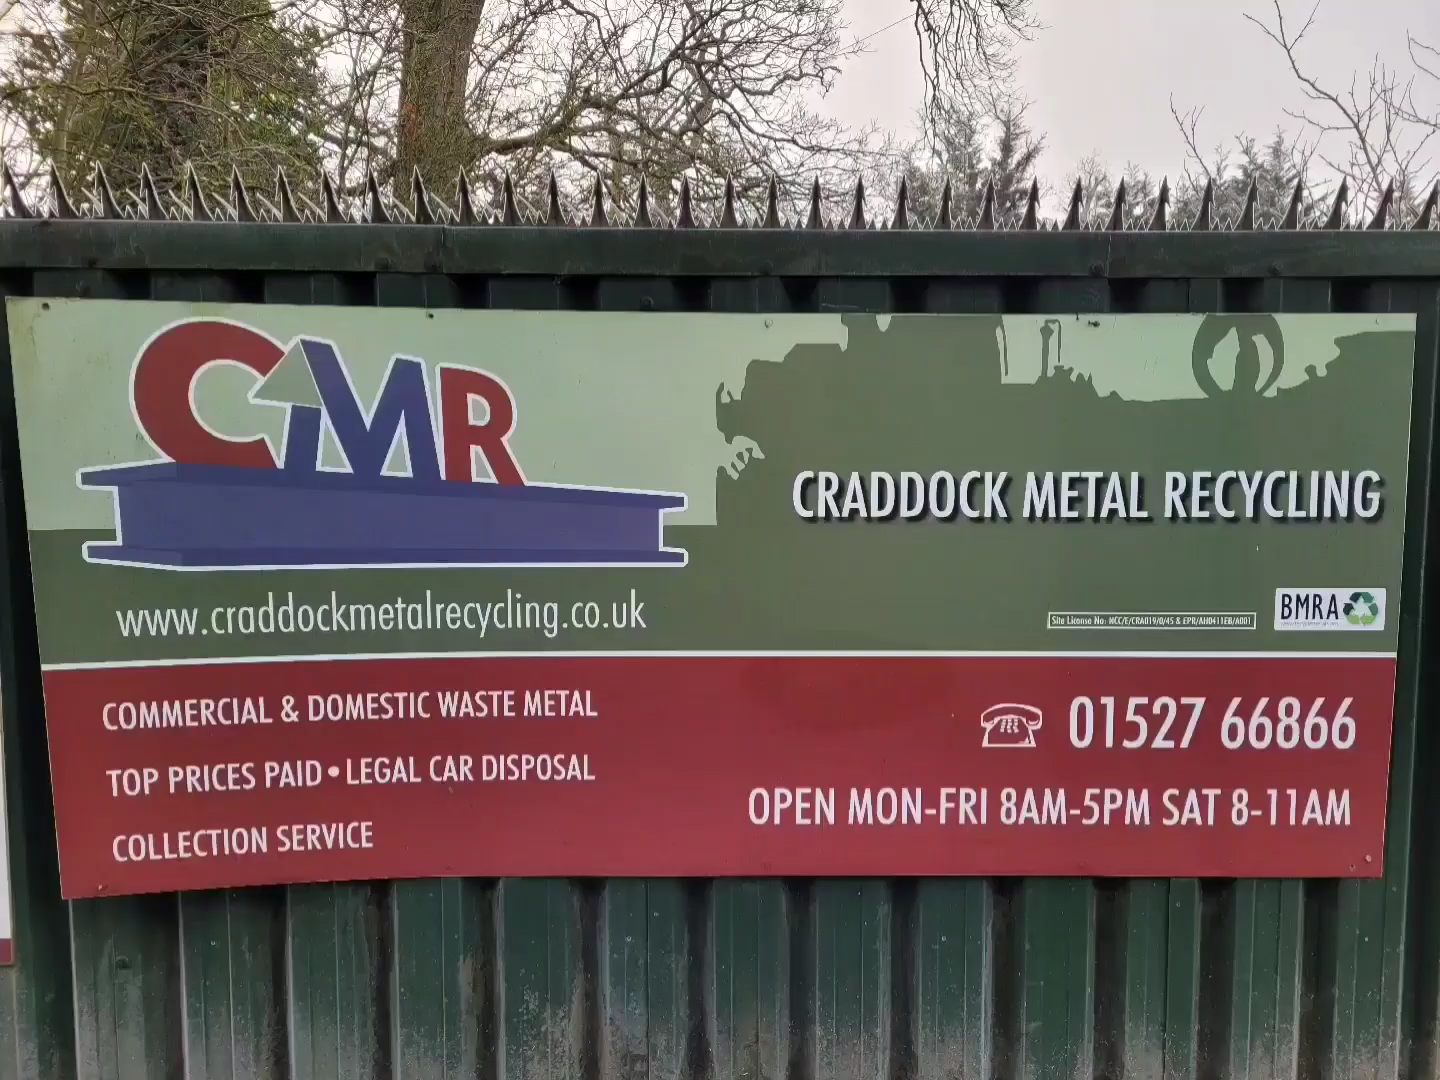 CMR
CRADDOCK METAL RECYCLING
www.craddockmetalrecycling.co.uk
Site License No: NCC/E/CRA019/0/45 & EPR/AH0411EB/A001
BMRA
COMMERCIAL & DOMESTIC WASTE METAL
TOP PRICES PAID • LEGAL CAR DISPOSAL
COLLECTION SERVICE
01527 66866
OPEN MON-FRI 8AM-5PM SAT 8-11AM